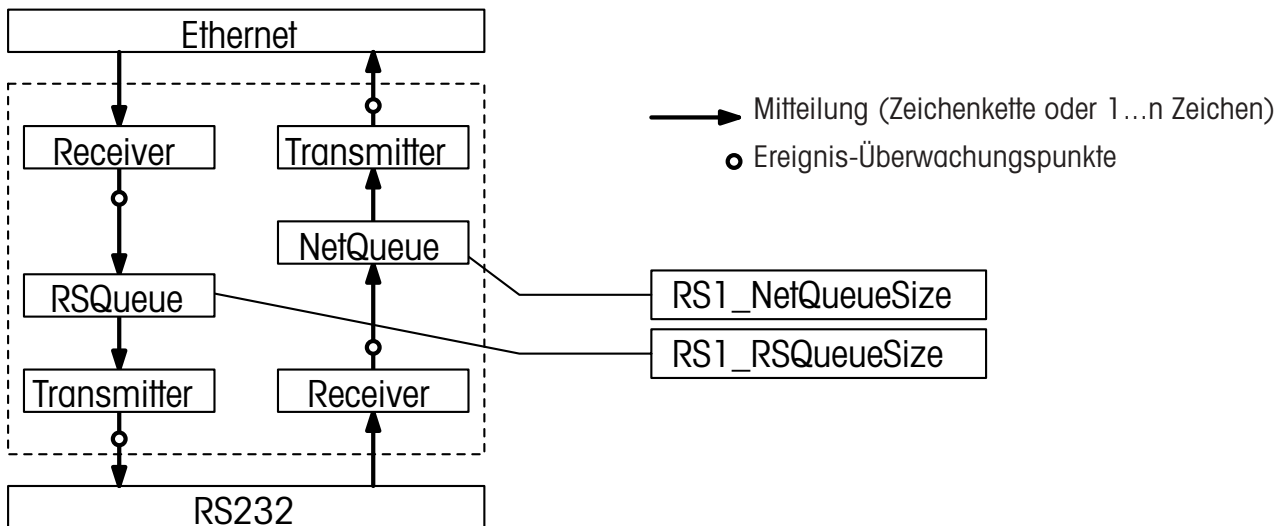 Ethernet
Mitteilung (Zeichenkette oder 1...n Zeichen)
Receiver
Transmitter
Ereignis-Überwachungspunkte
NetQueue
RSQueue
RS1_NetQueueSize
RS1_RSQueueSize
Transmitter
Receiver
RS232